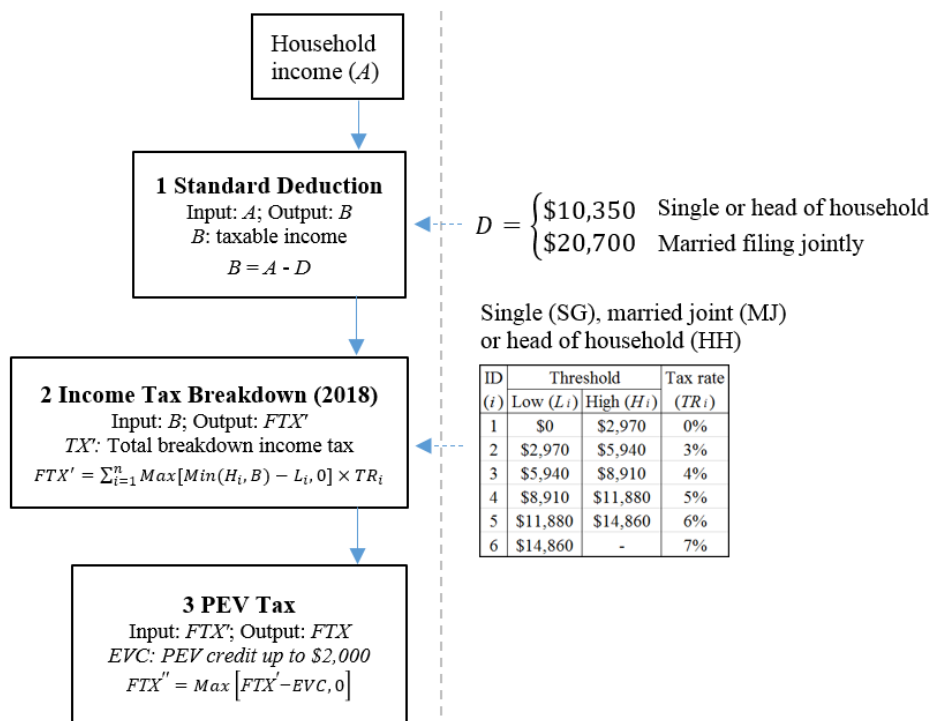 Household
income (A)
1 Standard Deduction
Input: A; Output: B
B: taxable income
B = A - D
D = { $10,350 Single or head of household
$20,700 Married filing jointly
2 Income Tax Breakdown (2018)
Input: B; Output: FTX'
TX': Total breakdown income tax
FTX' = ∑ⁿᵢ₌₁ Max[Min(Hᵢ, B) − Lᵢ, 0] × TRᵢ
Single (SG), married joint (MJ)
or head of household (HH)
ID Threshold Tax rate
(i) Low (Li) High (Hi) (TRi)
1 $0 $2,970 0%
2 $2,970 $5,940 3%
3 $5,940 $8,910 4%
4 $8,910 $11,880 5%
5 $11,880 $14,860 6%
6 $14,860 - 7%
3 PEV Tax
Input: FTX'; Output: FTX
EVC: PEV credit up to $2,000
FTX'' = Max [FTX'−EVC, 0]